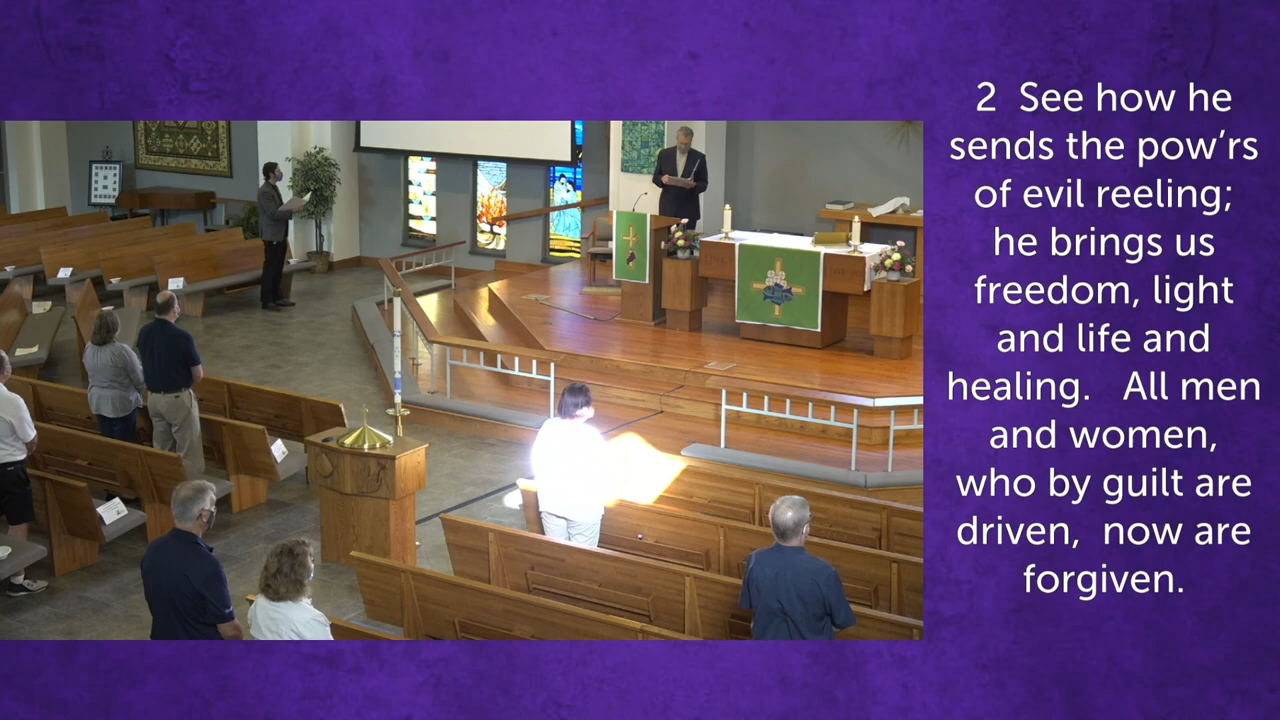 2 See how he
sends the pow’rs
of evil reeling;
he brings us
freedom, light
and life and
healing. All men
and women,
who by guilt are
driven, now are
forgiven.